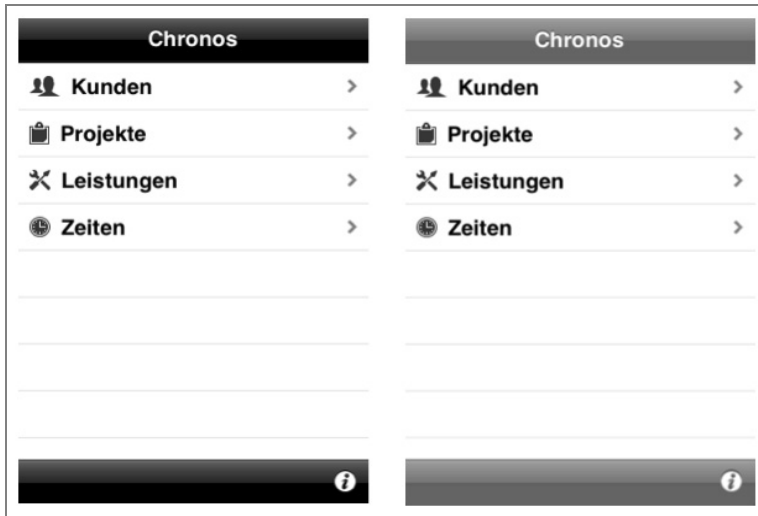 Chronos
Kunden
Projekte
Leistungen
Zeiten
i
Chronos
Kunden
Projekte
Leistungen
Zeiten
i